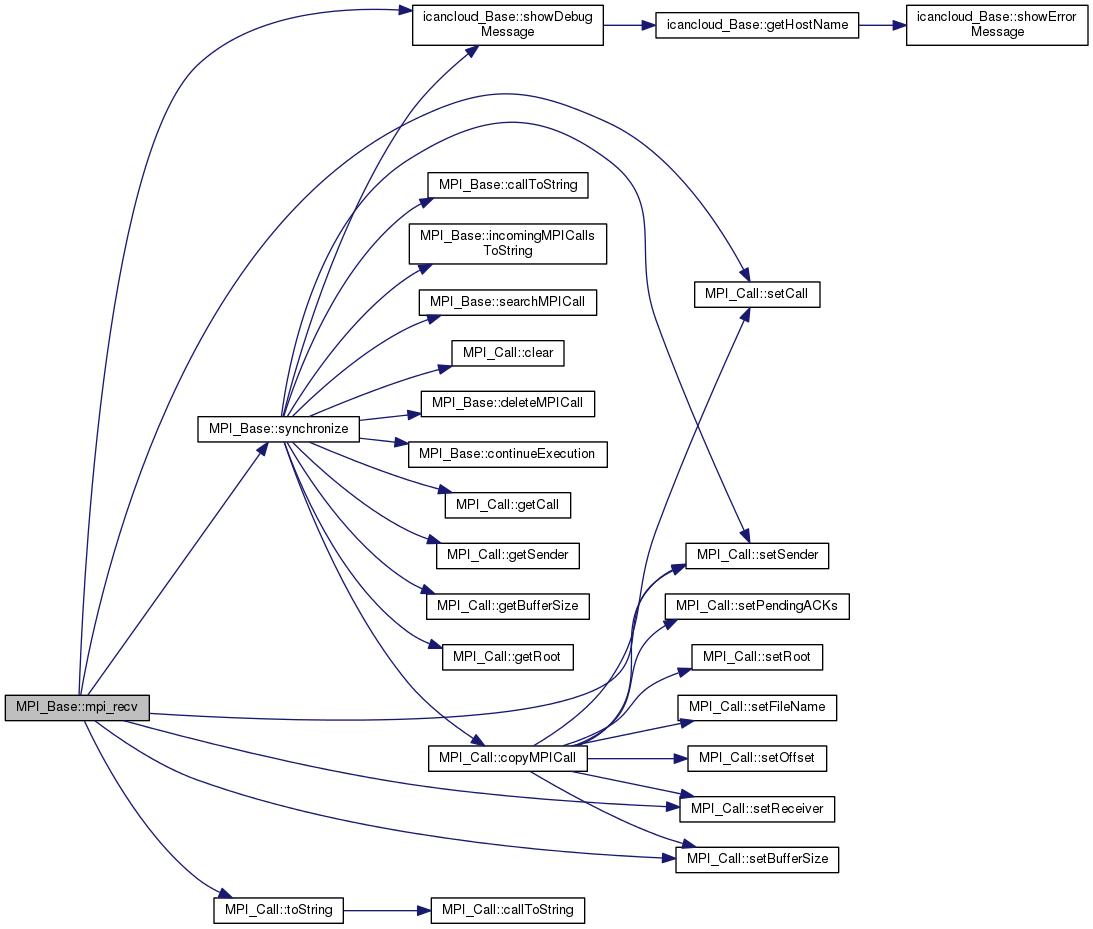 icancloud_Base::showDebug
Message
icancloud_Base::getHostName
icancloud_Base::showError
Message
MPI_Base::callToString
MPI_Base::incomingMPICalls
ToString
MPI_Call::setCall
MPI_Base::searchMPICall
MPI_Call::clear
MPI_Base::deleteMPICall
MPI_Base::synchronize
MPI_Base::continueExecution
MPI_Call::getCall
MPI_Call::getSender
MPI_Call::setSender
MPI_Call::getBufferSize
MPI_Call::setPendingACKs
MPI_Call::getRoot
MPI_Call::setRoot
MPI_Base::mpi_recv
MPI_Call::setFileName
MPI_Call::copyMPICall
MPI_Call::setOffset
MPI_Call::setReceiver
MPI_Call::setBufferSize
MPI_Call::toString
MPI_Call::callToString